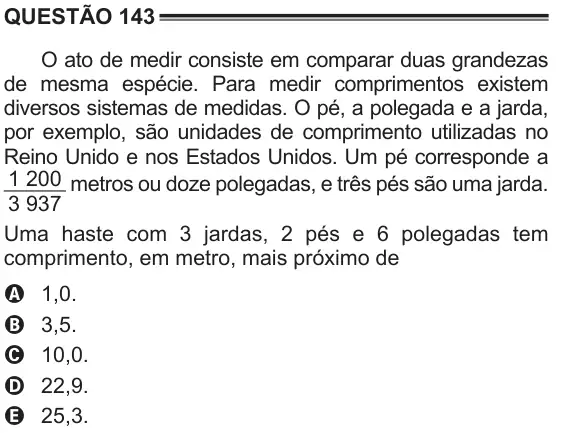 QUESTÃO 143
O ato de medir consiste em comparar duas grandezas
de mesma espécie. Para medir comprimentos existem
diversos sistemas de medidas. O pé, a polegada e a jarda,
por exemplo, são unidades de comprimento utilizadas no
Reino Unido e nos Estados Unidos. Um pé corresponde a
1 200
3 937
metros ou doze polegadas, e três pés são uma jarda.
Uma haste com 3 jardas, 2 pés e 6 polegadas tem
comprimento, em metro, mais próximo de
A 1,0.
B 3,5.
C 10,0.
D 22,9.
E 25,3.